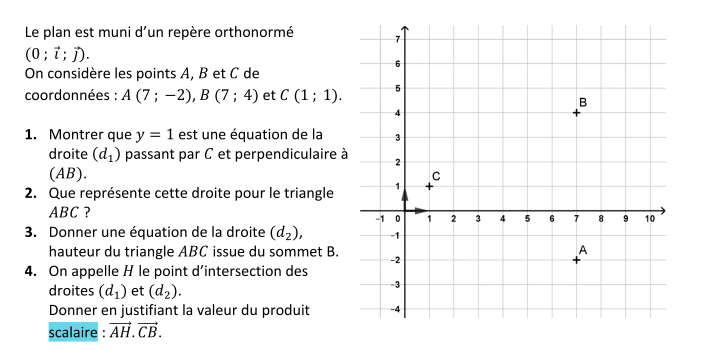 Le plan est muni d’un repère orthonormé
(0 ; i⃗ ; j⃗).
On considère les points A, B et C de
coordonnées : A (7 ; −2), B (7 ; 4) et C (1 ; 1).
1. Montrer que y = 1 est une équation de la
droite (d₁) passant par C et perpendiculaire à
(AB).
2. Que représente cette droite pour le triangle
ABC ?
3. Donner une équation de la droite (d₂),
hauteur du triangle ABC issue du sommet B.
4. On appelle H le point d’intersection des
droites (d₁) et (d₂).
Donner en justifiant la valeur du produit
scalaire : A͞H⃗. C͞B⃗.
7
6
5
4
3
2
1
B
C
−1 0 1 2 3 4 5 6 7 8 9 10
−1
−2
−3
−4
A